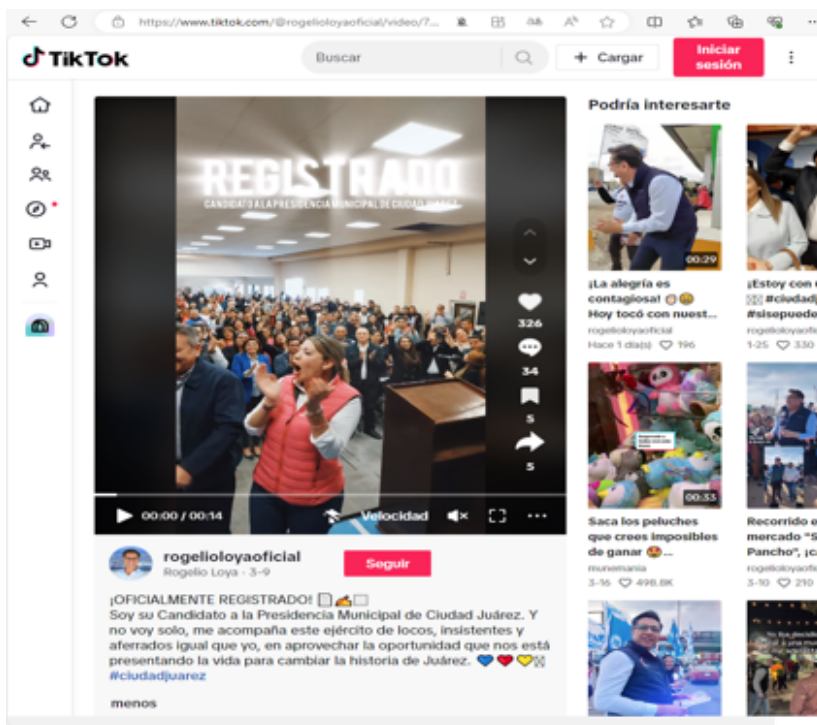 https://www.tiktok.com/@rogelioloyaoficial/video/7...
TikTok
Buscar
+ Cargar
Iniciar sesión
REGISTRADO
CANDIDATO A LA PRESIDENCIA MUNICIPAL DE CIUDAD JUÁREZ
326
34
5
5
00:00 / 00:14
Velocidad
rogelioloyaoficial
Rogelio Loya · 3-9
Seguir
¡OFICIALMENTE REGISTRADO!
Soy su Candidato a la Presidencia Municipal de Ciudad Juárez. Y
no voy solo, me acompaña este ejército de locos, insistentes y
aferrados igual que yo, en aprovechar la oportunidad que nos está
presentando la vida para cambiar la historia de Juárez. 💙❤️💛
#ciudadjuarez
menos
Podría interesarte
00:29
¡La alegría es
contagiosa!
Hoy tocó con nuest...
rogelioloyaoficial
Hace 1 día(s) 196
¡Estoy con
#ciudadj
#sisepuede
rogelioloyaofi
1-25 330
00:33
Saca los peluches
que crees imposibles
de ganar ...
munemania
3-16 498.8K
Recorrido e
mercado "S
Pancho", ¡c
rogelioloyaofi
3-10 210